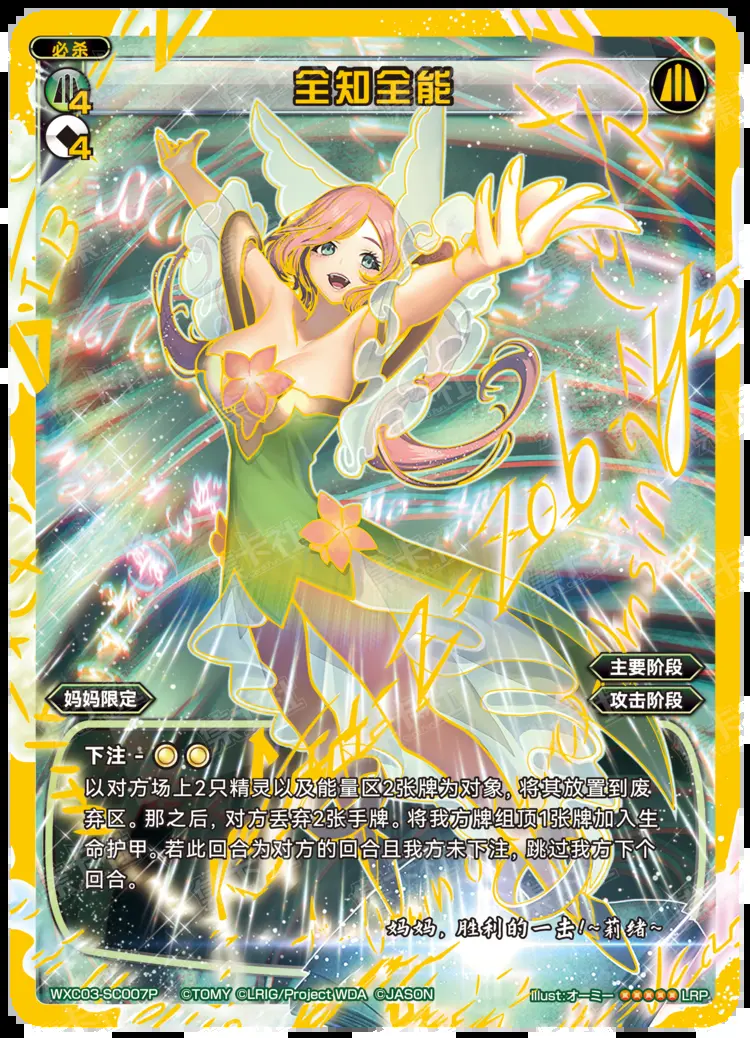 必杀
全知全能
4
4
主要阶段
妈妈限定
攻击阶段
下注 -
以对方场上2只精灵以及能量区2张牌为对象，将其放置到废
弃区。那之后，对方丢弃2张手牌。将我方牌组顶1张牌加入生
命护甲。若此回合为对方的回合且我方未下注，跳过我方下个
回合。
妈妈，胜利的一击！~莉绪~
WXC03-SC007P ©TOMY ©LRIG/Project WDA ©JASON Illust:オーミー LRP